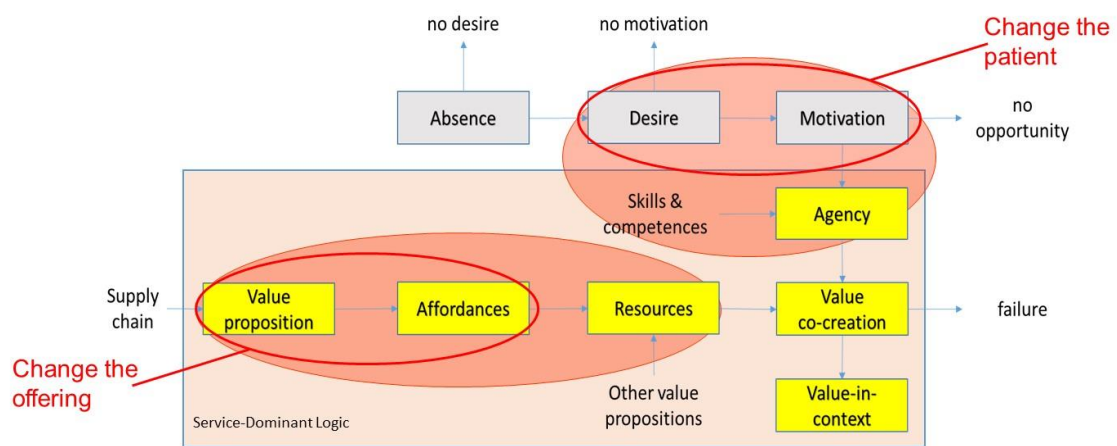 no desire
no motivation
Change the
patient
Absence
Desire
Motivation
no
opportunity
Skills &
competences
Agency
Supply
chain
Value
proposition
Affordances
Resources
Value
co-creation
failure
Change the
offering
Other value
propositions
Value-in-
context
Service-Dominant Logic